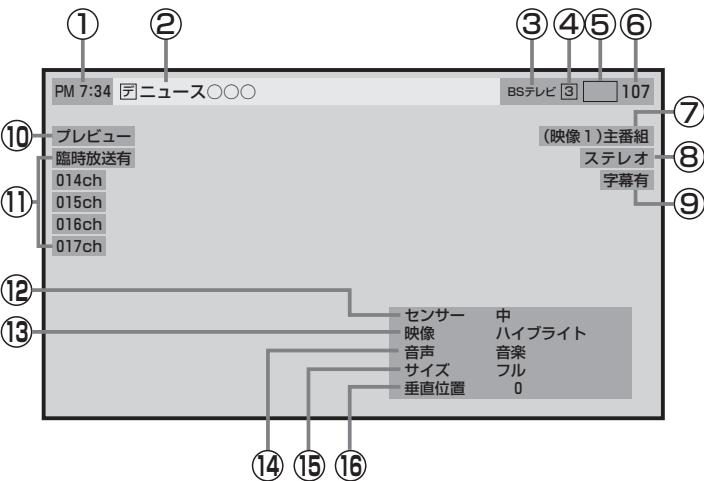 ① ② ③ ④ ⑤ ⑥
PM 7:34 デ ニュース○○○ BSテレビ 3 107
⑦ (映像1)主番組
⑧ ステレオ
⑨ 字幕有
⑩ プレビュー
⑪ 臨時放送有
014ch
015ch
016ch
017ch
⑫ センサー 中
⑬ 映像 ハイブライト
⑭ 音声 音楽
⑮ サイズ フル
⑯ 垂直位置 0